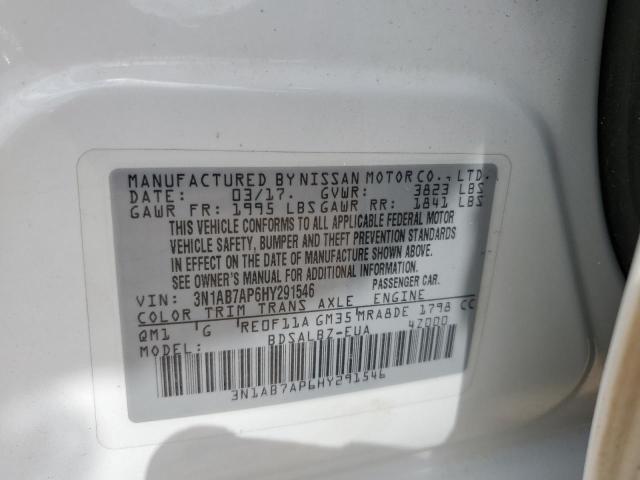 MANUFACTURED BY NISSAN MOTOR CO., LTD.
DATE: 03/17. GVWR: 3823 LBS
GAWR FR: 1995 LBS GAWR RR: 1841 LBS
THIS VEHICLE CONFORMS TO ALL APPLICABLE FEDERAL MOTOR
VEHICLE SAFETY, BUMPER AND THEFT PREVENTION STANDARDS
IN EFFECT ON THE DATE OF MANUFACTURE SHOWN ABOVE.
SEE OWNER'S MANUAL FOR ADDITIONAL INFORMATION
VIN: 3N1AB7AP6HY291546 PASSENGER CAR.
COLOR TRIM TRANS AXLE ENGINE
QM1 G RE0F11A GM35 MRA8DE 1798 CC
MODEL: BDSALBZ-EUA 4Z000
3N1AB7AP6HY291546